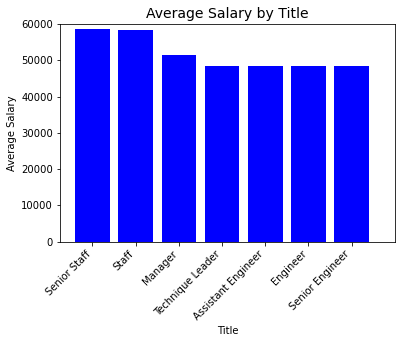 Average Salary by Title
Average Salary
60000
50000
40000
30000
20000
10000
0
Senior Staff
Staff
Manager
Technique Leader
Assistant Engineer
Engineer
Senior Engineer
Title